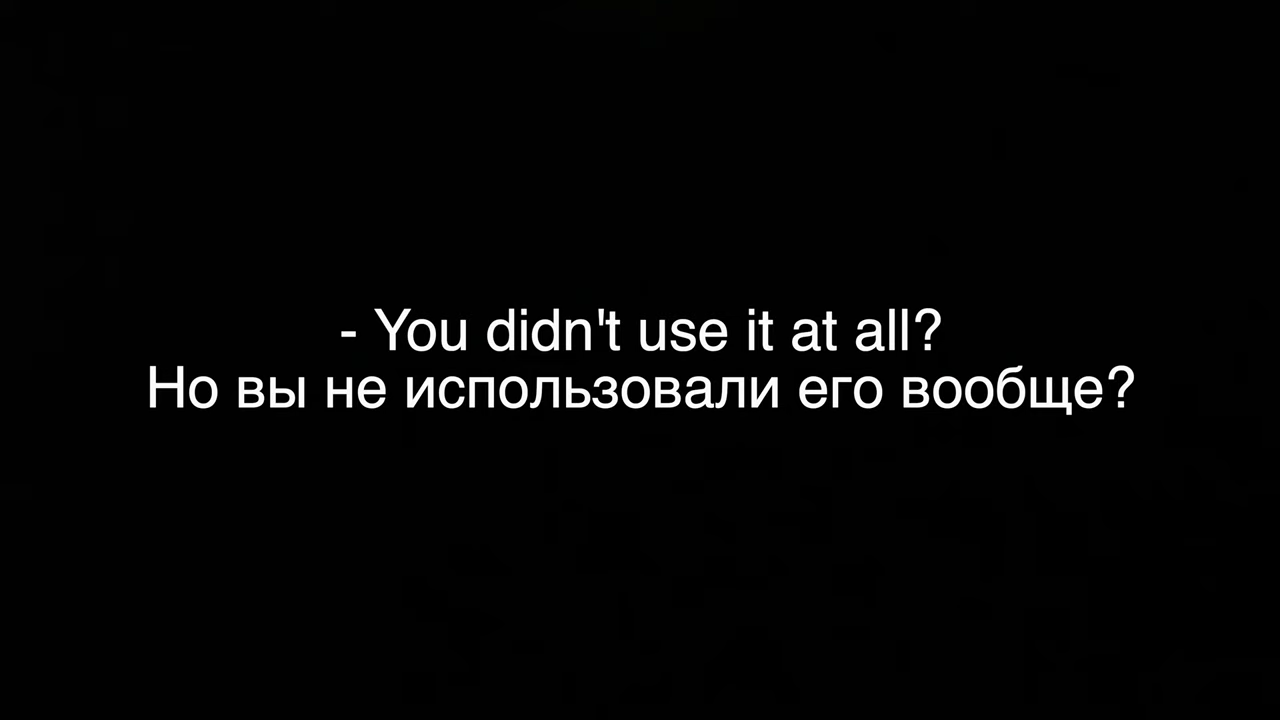 - You didn't use it at all?
Но вы не использовали его вообще?